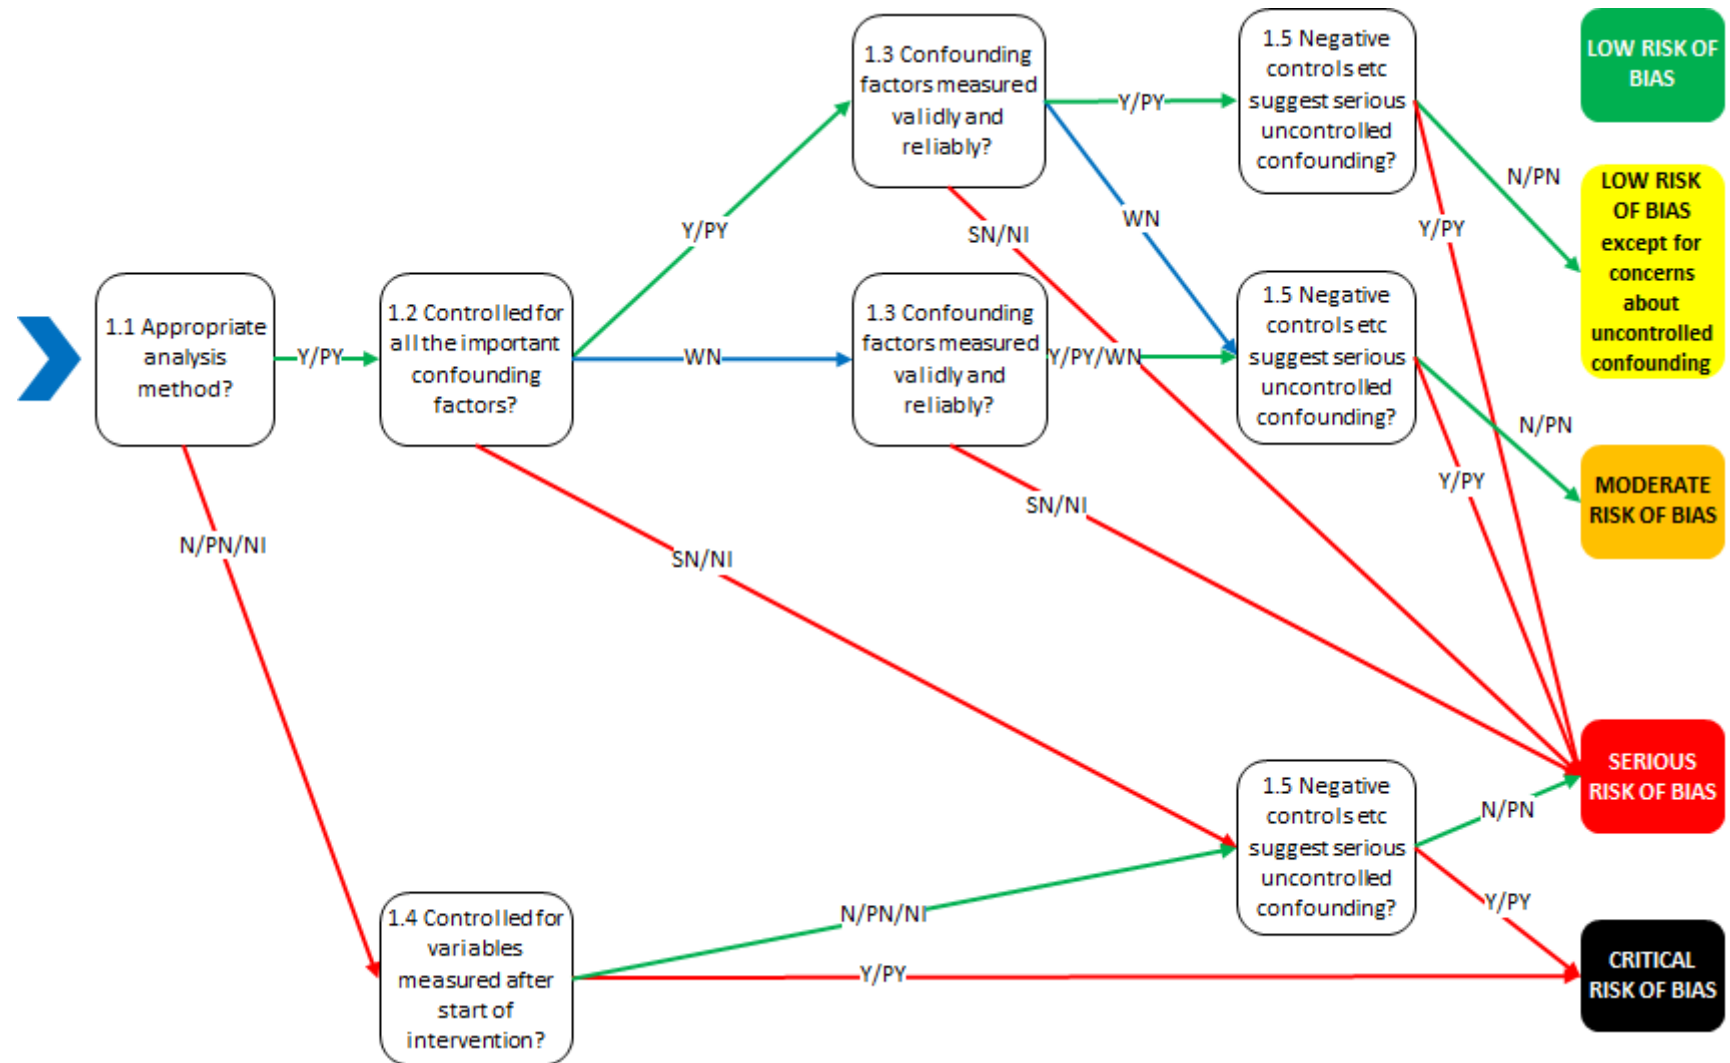 1.3 Confounding
factors measured
validly and
reliably?
Y/PY
1.5 Negative
controls etc
suggest serious
uncontrolled
confounding?
LOW RISK OF
BIAS
N/PN
LOW RISK
OF BIAS
except for
concerns
about
uncontrolled
confounding
Y/PY
SN/NI
WN
Y/PY
1.1 Appropriate
analysis
method?
Y/PY
1.2 Controlled for
all the important
confounding
factors?
WN
1.3 Confounding
factors measured
validly and
reliably?
Y/PY/WN
1.5 Negative
controls etc
suggest serious
uncontrolled
confounding?
N/PN
Y/PY
MODERATE
RISK OF BIAS
SN/NI
N/PN/NI
SN/NI
SERIOUS
RISK OF BIAS
1.5 Negative
controls etc
suggest serious
uncontrolled
confounding?
N/PN
Y/PY
1.4 Controlled for
variables
measured after
start of
intervention?
N/PN/NI
Y/PY
CRITICAL
RISK OF BIAS